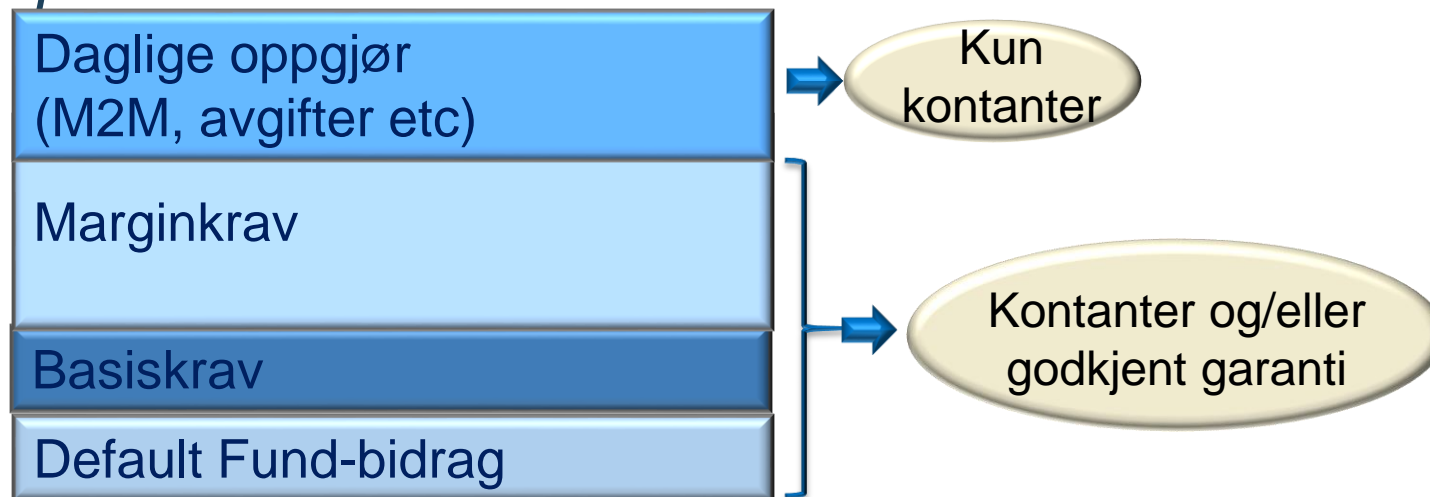 Daglige oppgjør
(M2M, avgifter etc)
Kun
kontanter
Marginkrav
Kontanter og/eller
godkjent garanti
Basiskrav
Default Fund-bidrag